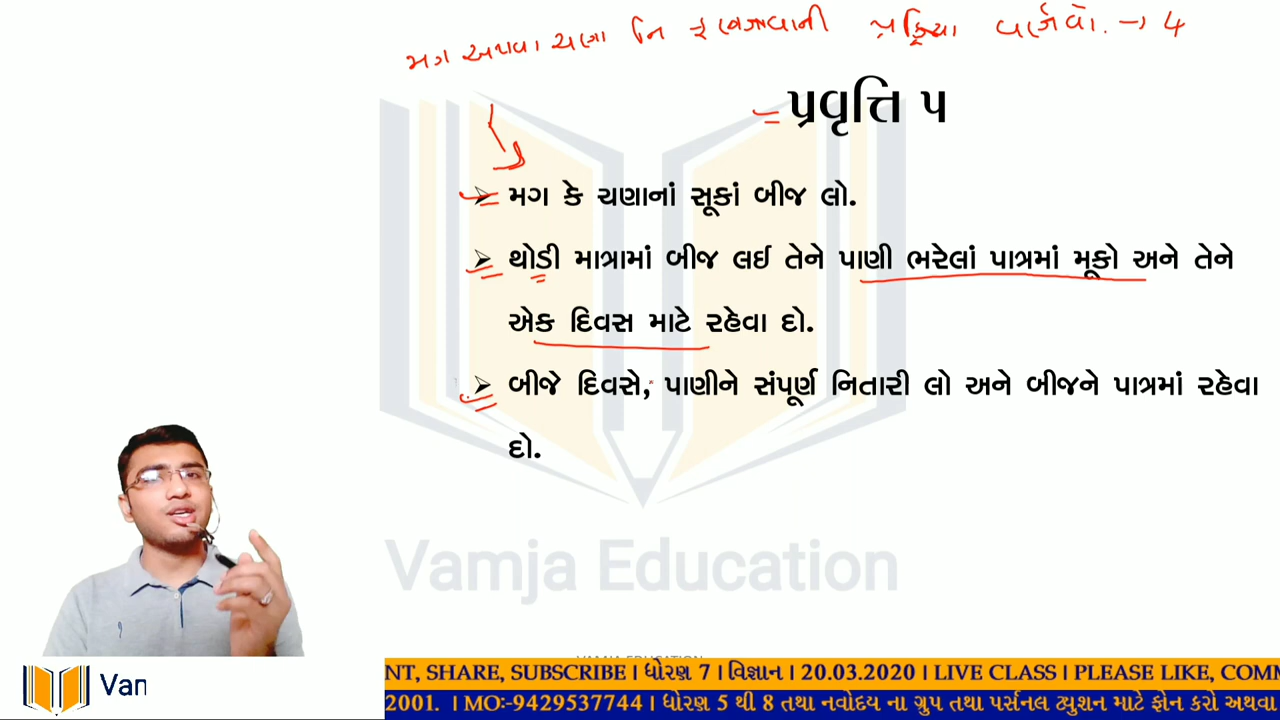 મગ અથવા ચણા ને ફણગાવાની પ્રક્રિયા વર્ણવો. → 4
પ્રવૃત્તિ ૫
➢ મગ કે ચણાનાં સૂકાં બીજ લો.
➢ થોડી માત્રામાં બીજ લઈ તેને પાણી ભરેલાં પાત્રમાં મૂકો અને તેને
એક દિવસ માટે રહેવા દો.
➢ બીજે દિવસે, પાણીને સંપૂર્ણ નિતારી લો અને બીજને પાત્રમાં રહેવા
દો.
Vamja Education
NT, SHARE, SUBSCRIBE । ધોરણ 7 । વિજ્ઞાન । 20.03.2020 । LIVE CLASS । PLEASE LIKE, COMM
Van
2001. । MO:-9429537744 । ધોરણ 5 થી 8 તથા નવોદય ના ગ્રુપ તથા પર્સનલ ટ્યુશન માટે ફોન કરો અથવા